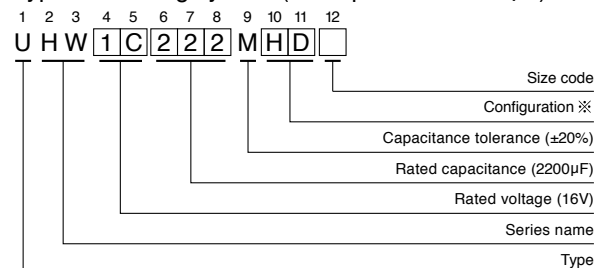 1 2 3 4 5 6 7 8 9 10 11 12
U H W 1 C 2 2 2 M H D
Size code
Configuration ※
Capacitance tolerance (±20%)
Rated capacitance (2200µF)
Rated voltage (16V)
Series name
Type